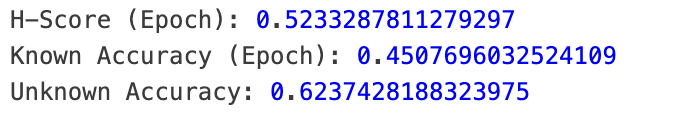 H-Score (Epoch): 0.5233287811279297
Known Accuracy (Epoch): 0.4507696032524109
Unknown Accuracy: 0.6237428188323975